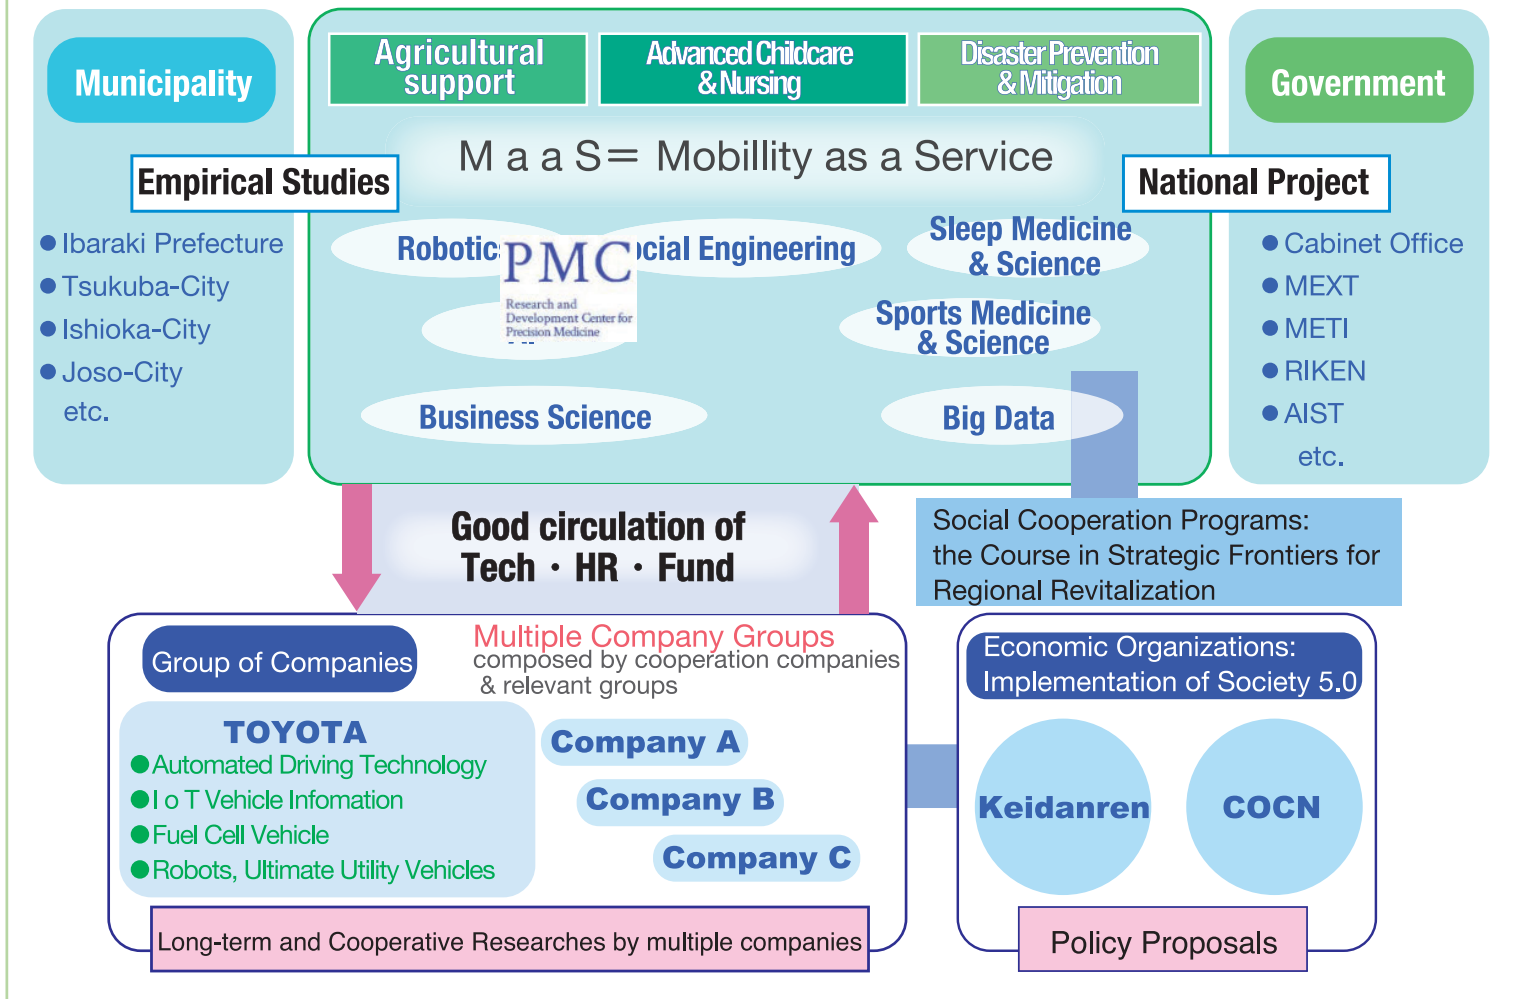 Municipality
Empirical Studies
Ibaraki Prefecture
Tsukuba-City
Ishioka-City
Joso-City
etc.
Agricultural
support
Advanced Childcare
& Nursing
Disaster Prevention
& Mitigation
MaaS= Mobillity as a Service
Social Engineering
PMC
Research and
Development Center for
Precision Medicine
Sleep Medicine
& Science
Sports Medicine
& Science
Business Science
Big Data
Government
National Project
Cabinet Office
MEXT
METI
RIKEN
AIST
etc.
Good circulation of
Tech・HR・Fund
Social Cooperation Programs:
the Course in Strategic Frontiers for
Regional Revitalization
Group of Companies
Multiple Company Groups
composed by cooperation companies
& relevant groups
TOYOTA
Automated Driving Technology
IoT Vehicle Infomation
Fuel Cell Vehicle
Robots, Ultimate Utility Vehicles
Company A
Company B
Company C
Long-term and Cooperative Researches by multiple companies
Economic Organizations:
Implementation of Society 5.0
Keidanren
COCN
Policy Proposals